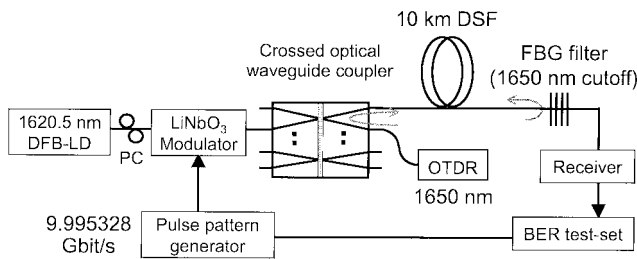 10 km DSF
Crossed optical
waveguide coupler
FBG filter
(1650 nm cutoff)
1620.5 nm
DFB-LD
PC
LiNbO3
Modulator
OTDR
1650 nm
Receiver
9.995328
Gbit/s
Pulse pattern
generator
BER test-set